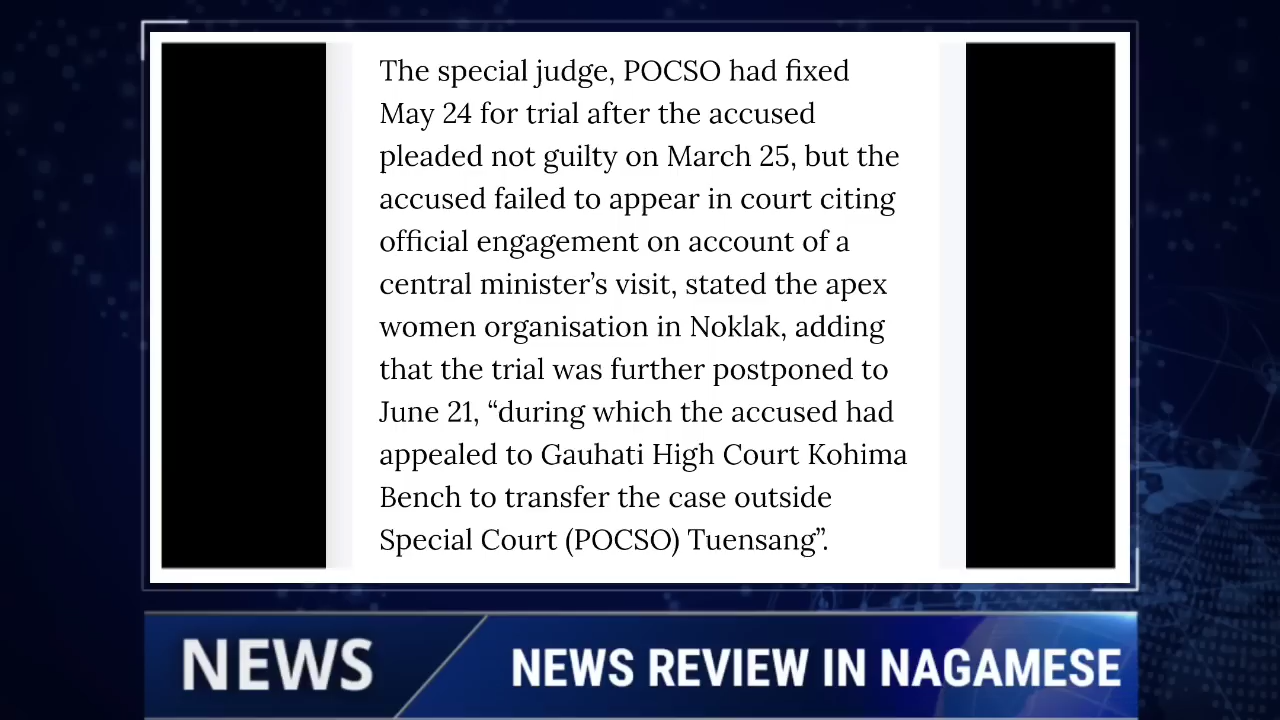 The special judge, POCSO had fixed
May 24 for trial after the accused
pleaded not guilty on March 25, but the
accused failed to appear in court citing
official engagement on account of a
central minister’s visit, stated the apex
women organisation in Noklak, adding
that the trial was further postponed to
June 21, “during which the accused had
appealed to Gauhati High Court Kohima
Bench to transfer the case outside
Special Court (POCSO) Tuensang”.
NEWS
NEWS REVIEW IN NAGAMESE